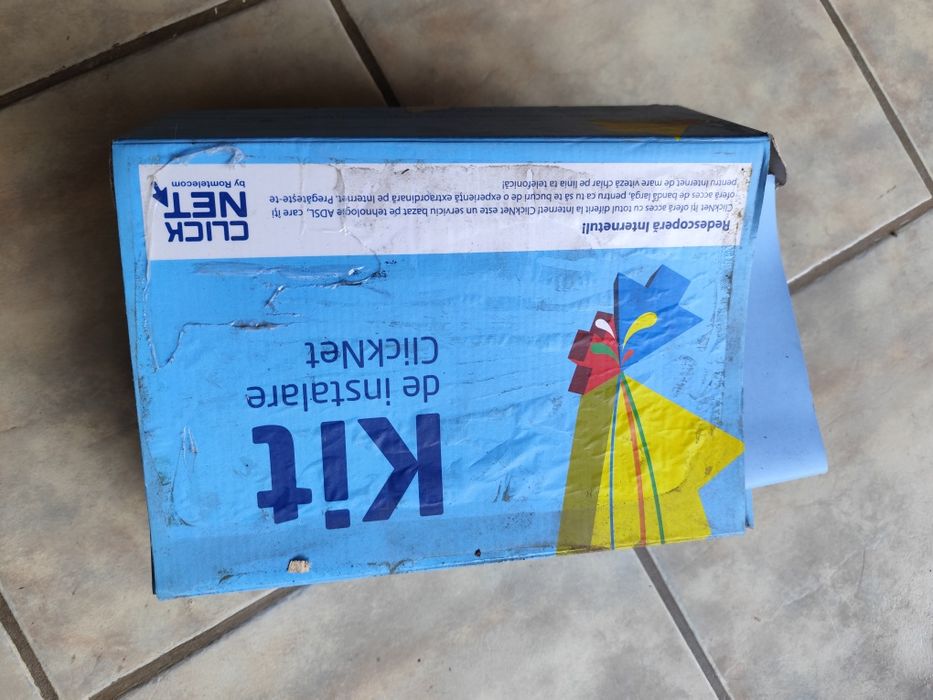 Kit
de instalare
ClickNet
Redescoperă Internetul!
ClickNet îți oferă acces cu totul diferit la Internet! ClickNet este un serviciu bazat pe tehnologie ADSL, care îți
oferă acces de bandă largă, pentru ca tu să te bucuri de o experiență extraordinară pe Internet. Pregătește-te
pentru Internet de mare viteză chiar pe linia ta telefonică!
CLICK
NET
by Romtelecom